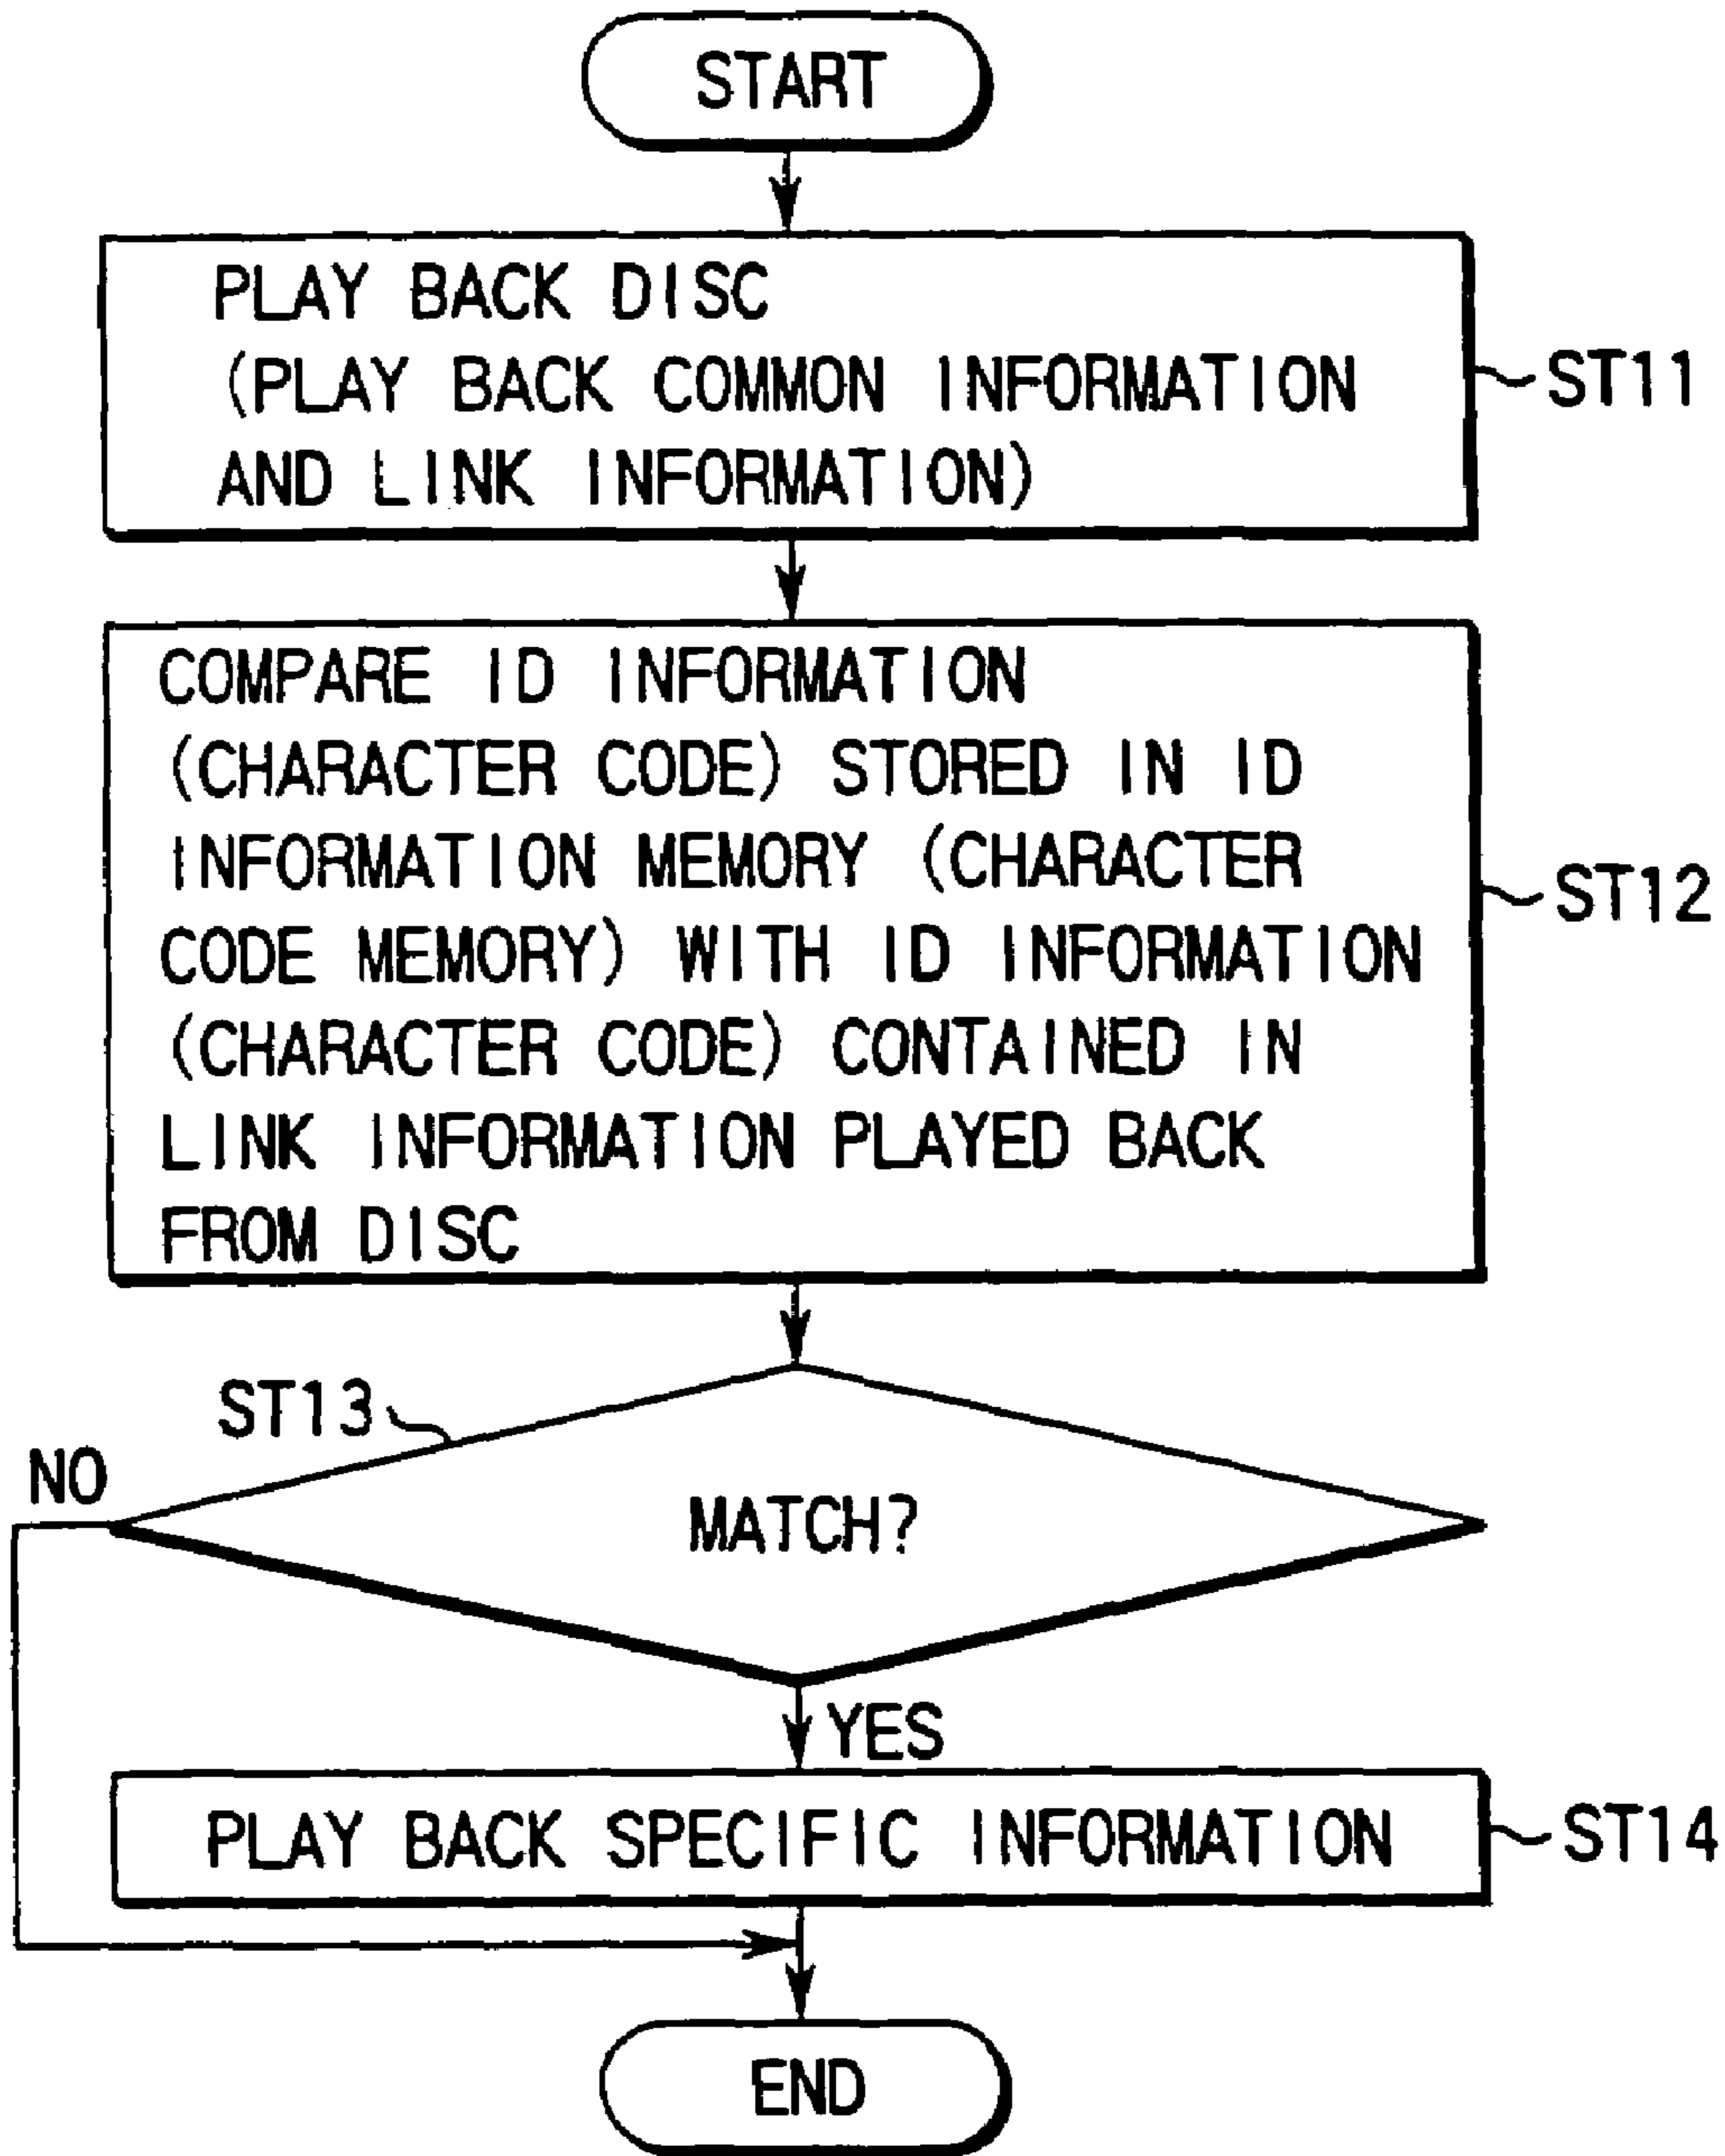 START
PLAY BACK DISC
(PLAY BACK COMMON INFORMATION
AND LINK INFORMATION)
ST11
COMPARE ID INFORMATION
(CHARACTER CODE) STORED IN ID
INFORMATION MEMORY (CHARACTER
CODE MEMORY) WITH ID INFORMATION
(CHARACTER CODE) CONTAINED IN
LINK INFORMATION PLAYED BACK
FROM DISC
ST12
ST13
NO
MATCH?
YES
PLAY BACK SPECIFIC INFORMATION
ST14
END